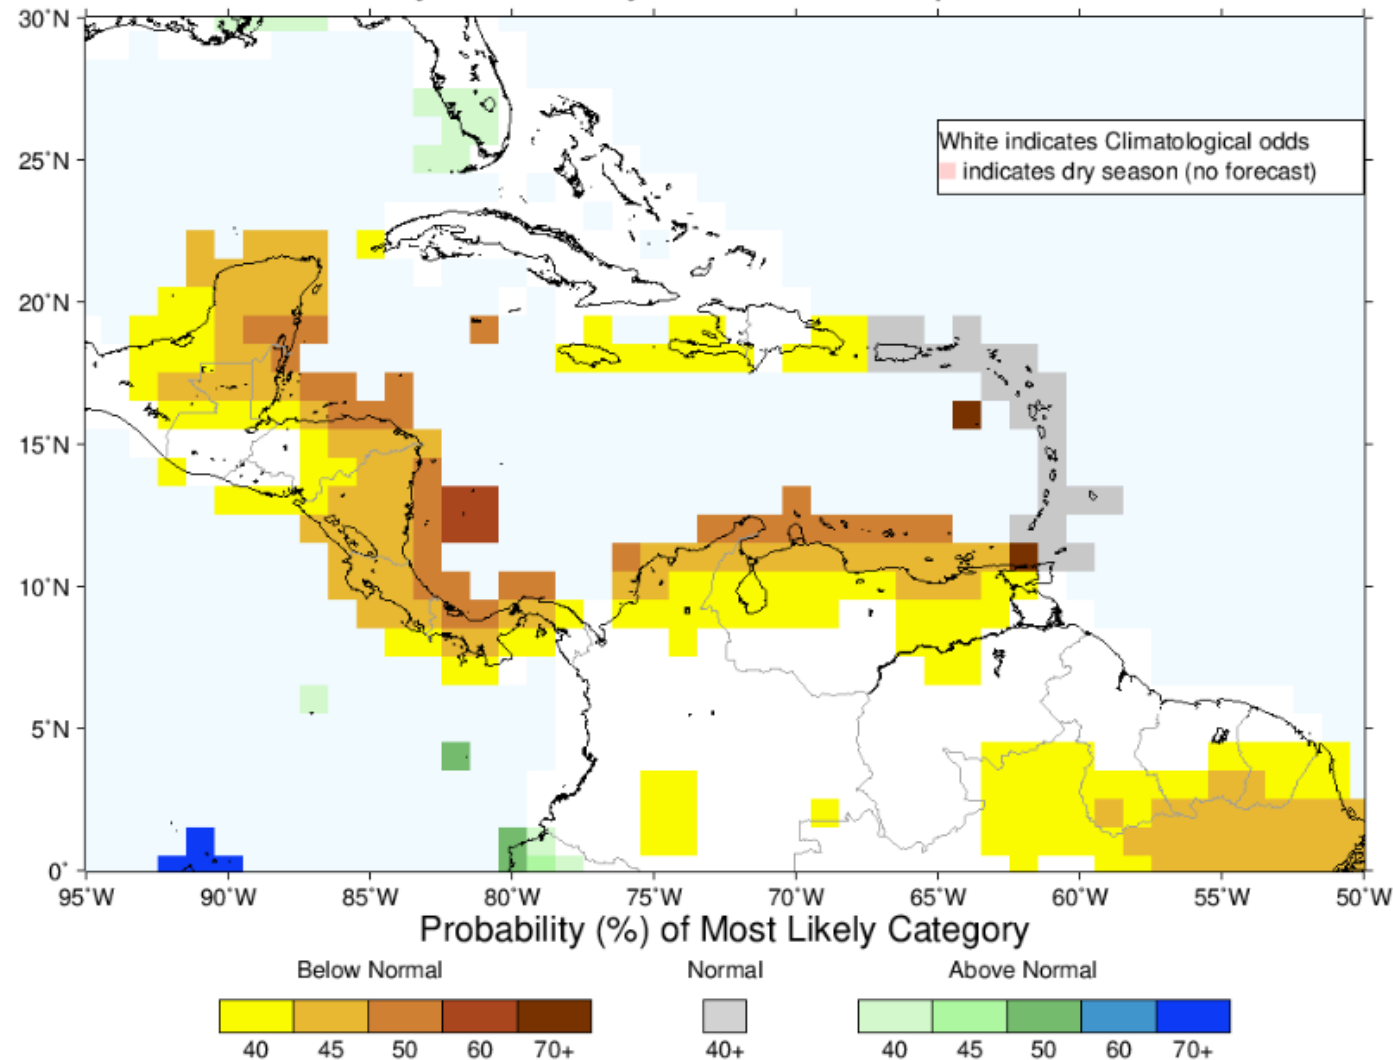 30°N
25°N
20°N
15°N
10°N
5°N
0°
White indicates Climatological odds
indicates dry season (no forecast)
95°W 90°W 85°W 80°W 75°W 70°W 65°W 60°W 55°W 50°W
Probability (%) of Most Likely Category
Below Normal Normal Above Normal
40 45 50 60 70+ 40+ 40 45 50 60 70+